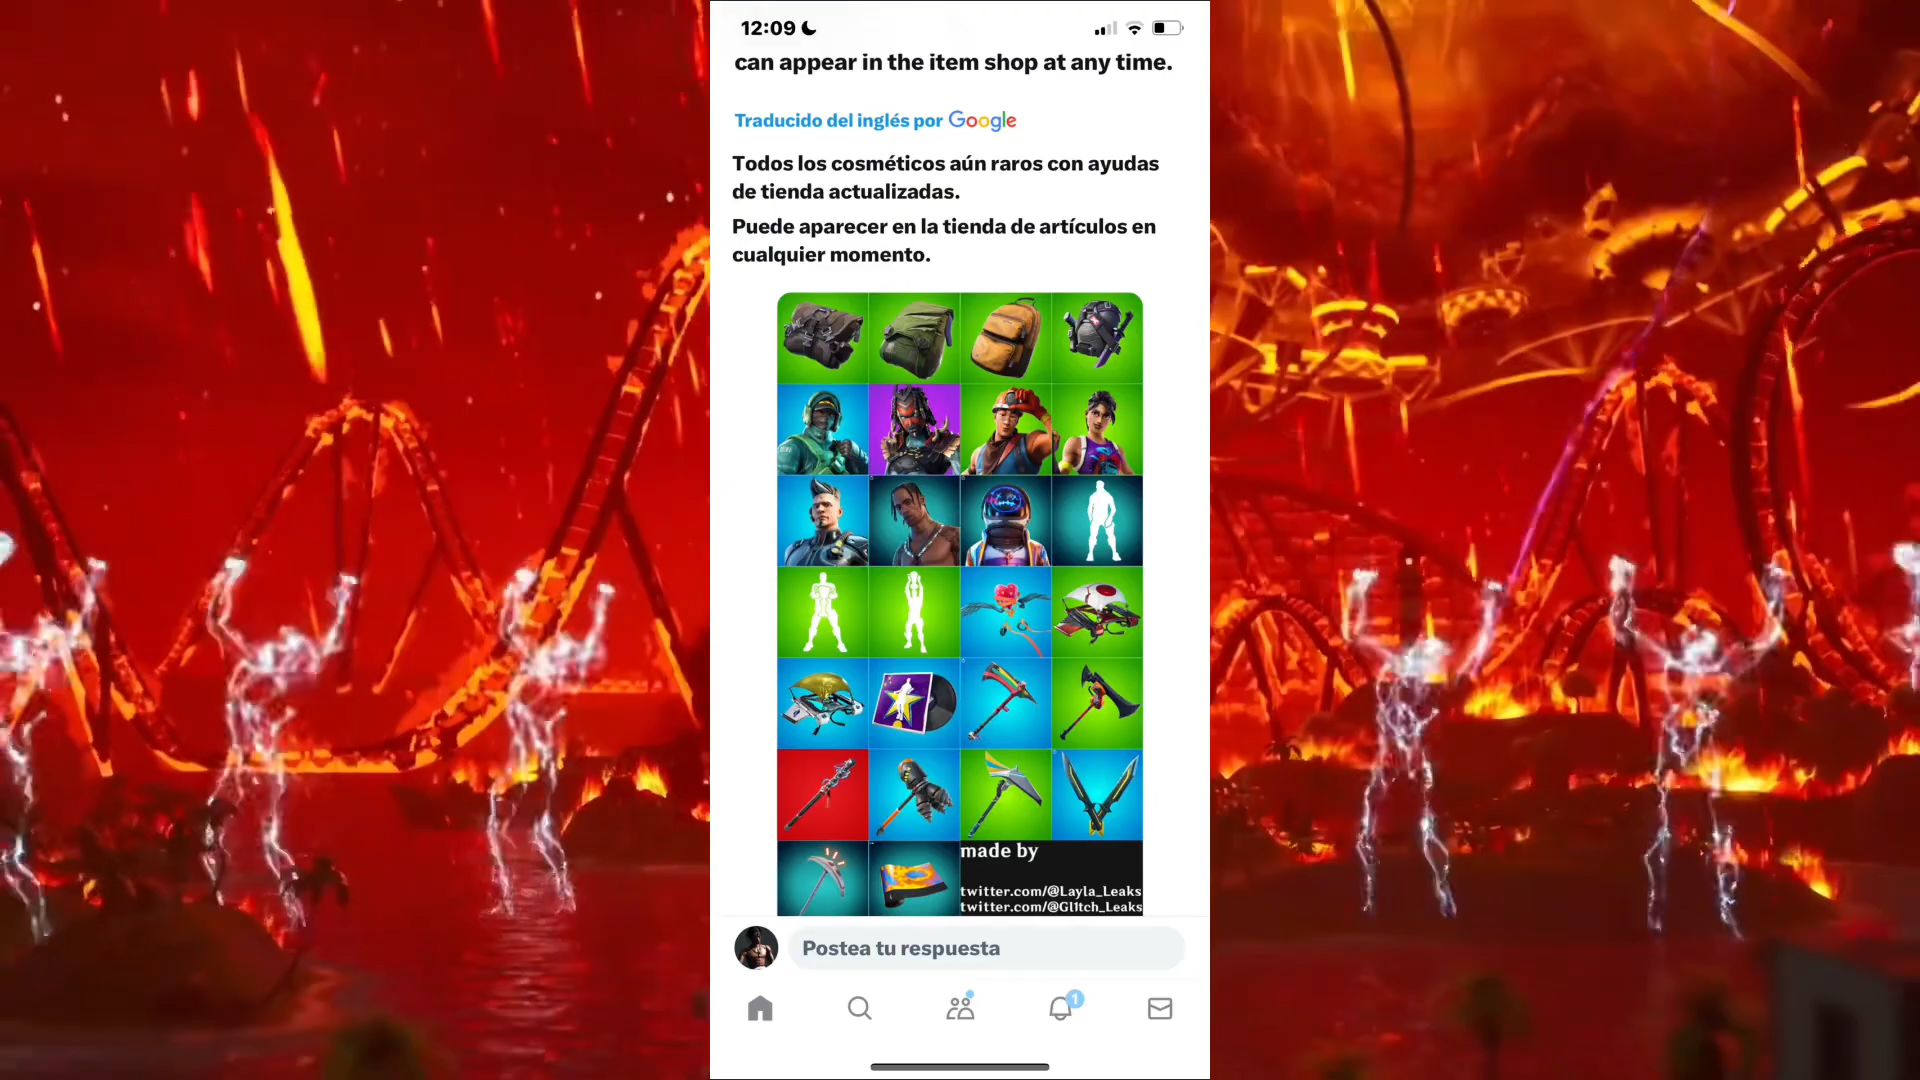 12:09
can appear in the item shop at any time.
Traducido del inglés por Google
Todos los cosméticos aún raros con ayudas
de tienda actualizadas.
Puede aparecer en la tienda de artículos en
cualquier momento.
made by
twitter.com/@Layla_Leaks
twitter.com/@Gl1tch_Leaks
Postea tu respuesta
1